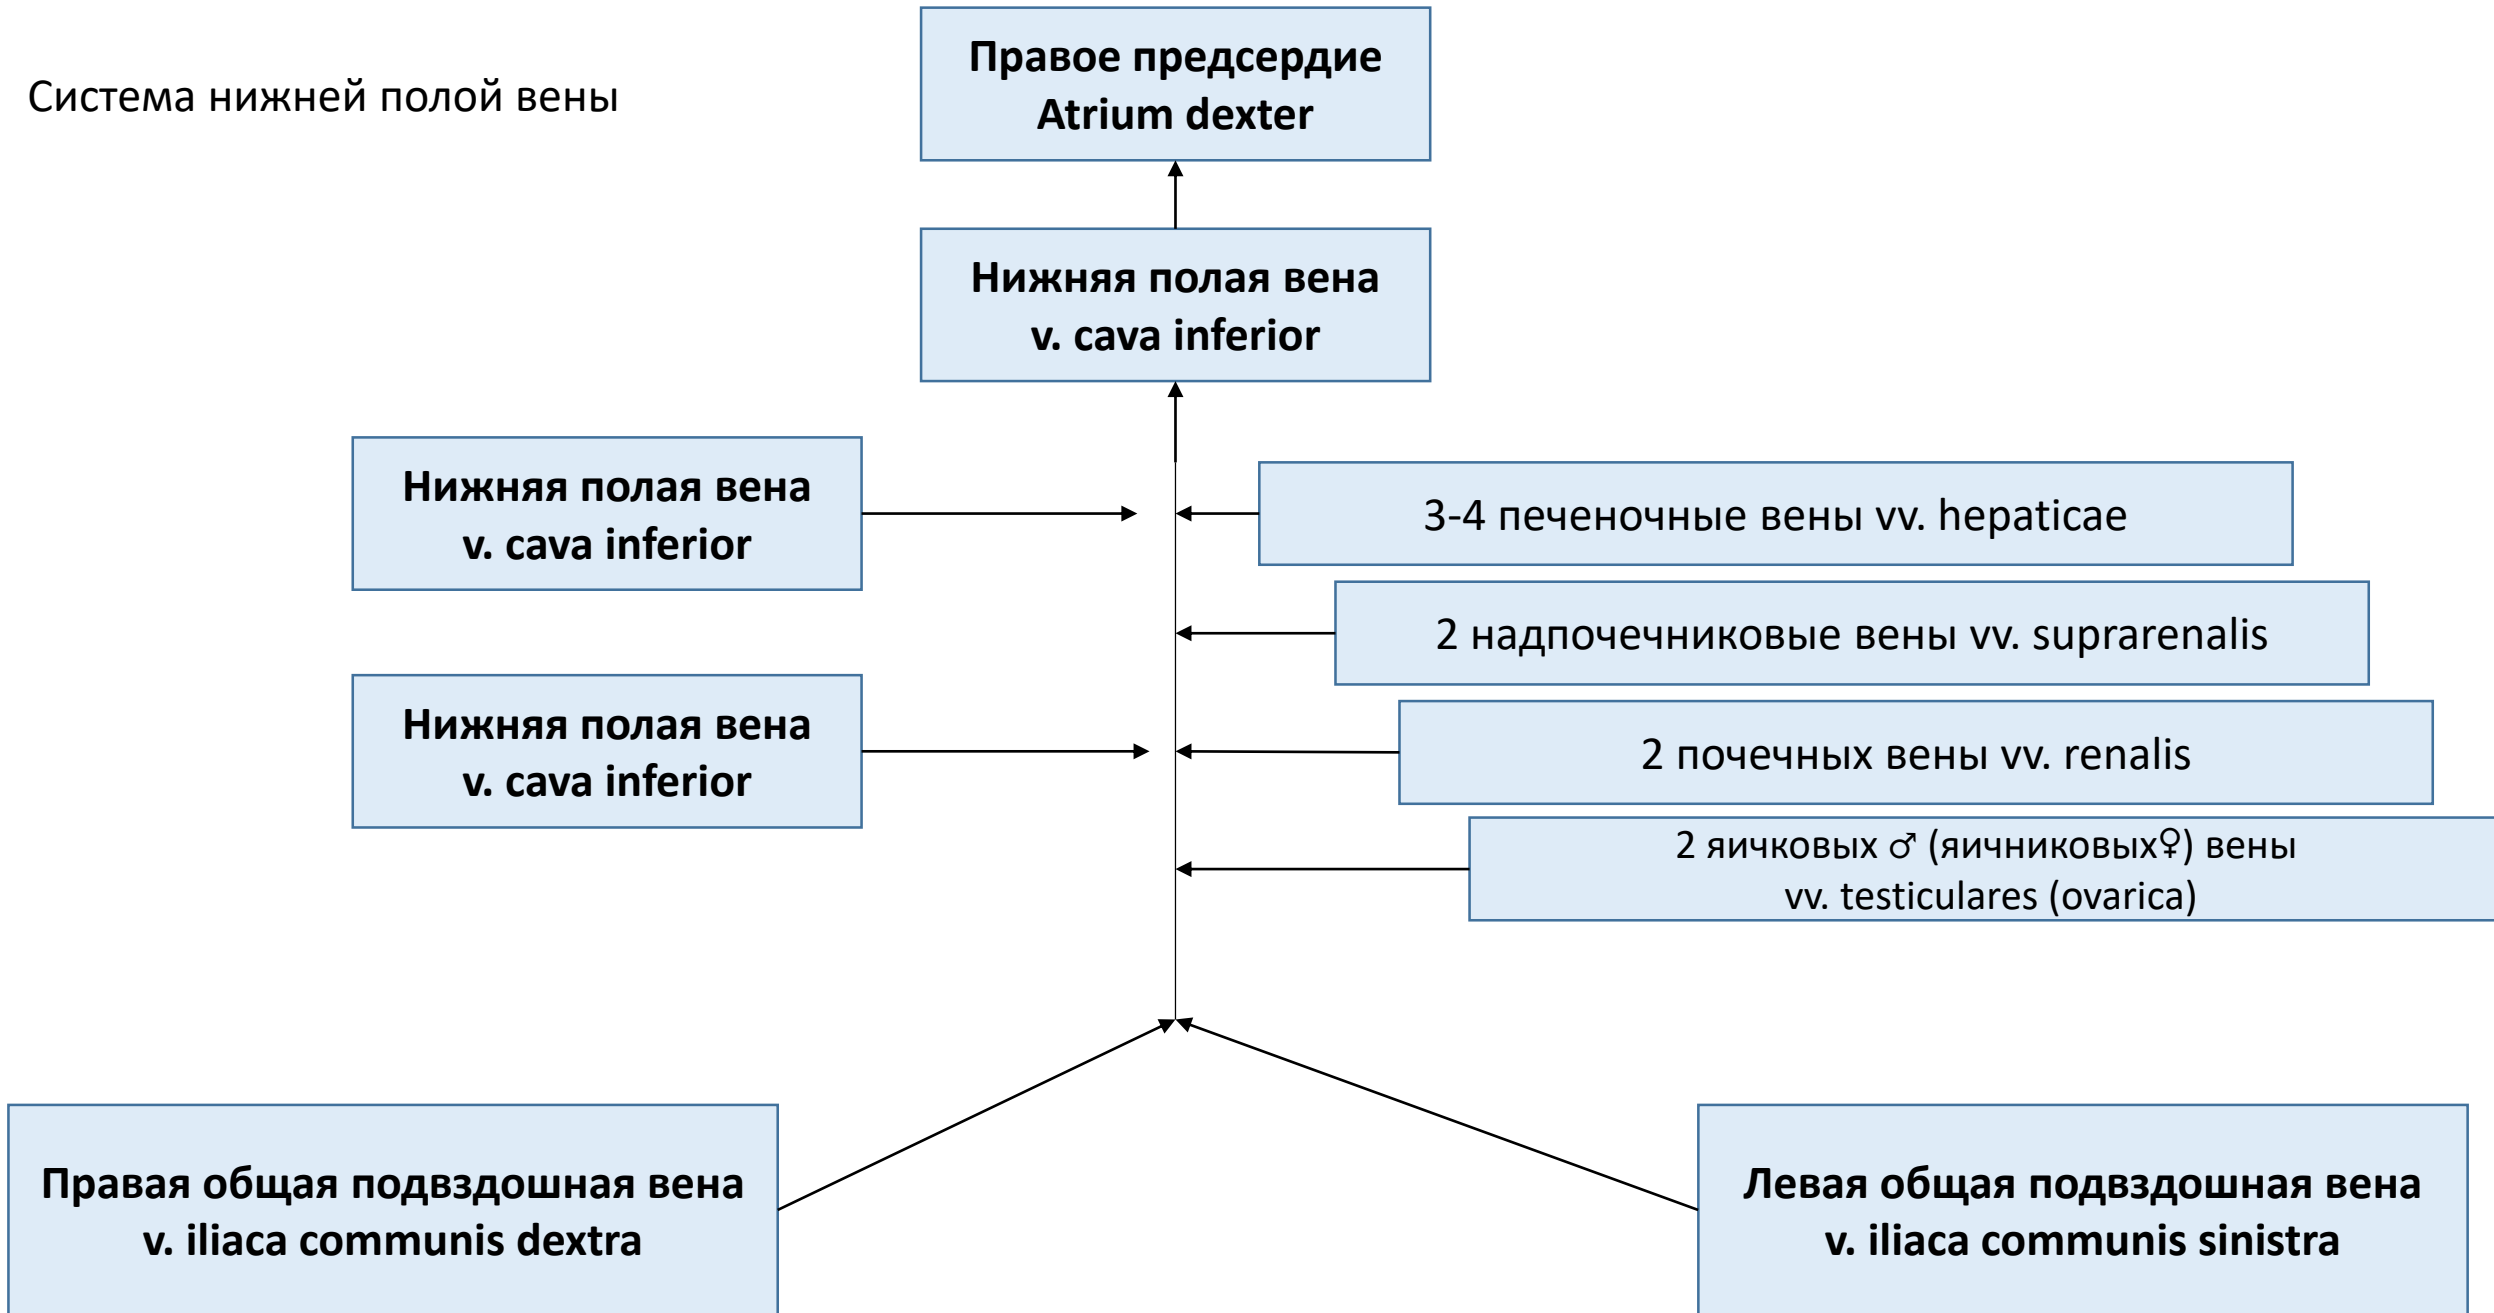 Система нижней полой вены
Правое предсердие
Atrium dexter
Нижняя полая вена
v. cava inferior
Нижняя полая вена
v. cava inferior
3-4 печеночные вены vv. hepaticae
2 надпочечниковые вены vv. suprarenalis
Нижняя полая вена
v. cava inferior
2 почечных вены vv. renalis
2 яичковых ♂ (яичниковых♀) вены
vv. testiculares (ovarica)
Правая общая подвздошная вена
v. iliaca communis dextra
Левая общая подвздошная вена
v. iliaca communis sinistra